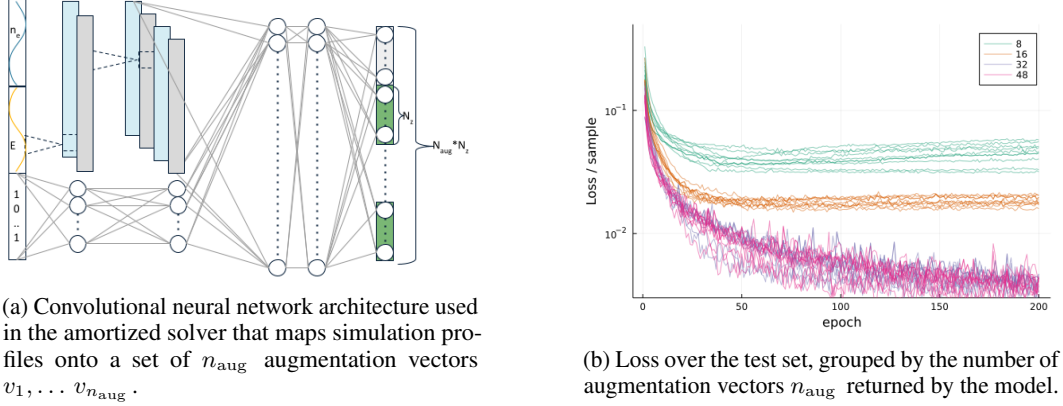 nₑ
E
1
0
..
1
N_z
N_aug*N_z
(a) Convolutional neural network architecture used
in the amortized solver that maps simulation pro-
files onto a set of n_aug augmentation vectors
v₁, … v_{n_aug}.
Loss / sample
10⁻¹
10⁻²
8
16
32
48
0
50
100
150
200
epoch
(b) Loss over the test set, grouped by the number of
augmentation vectors n_aug returned by the model.